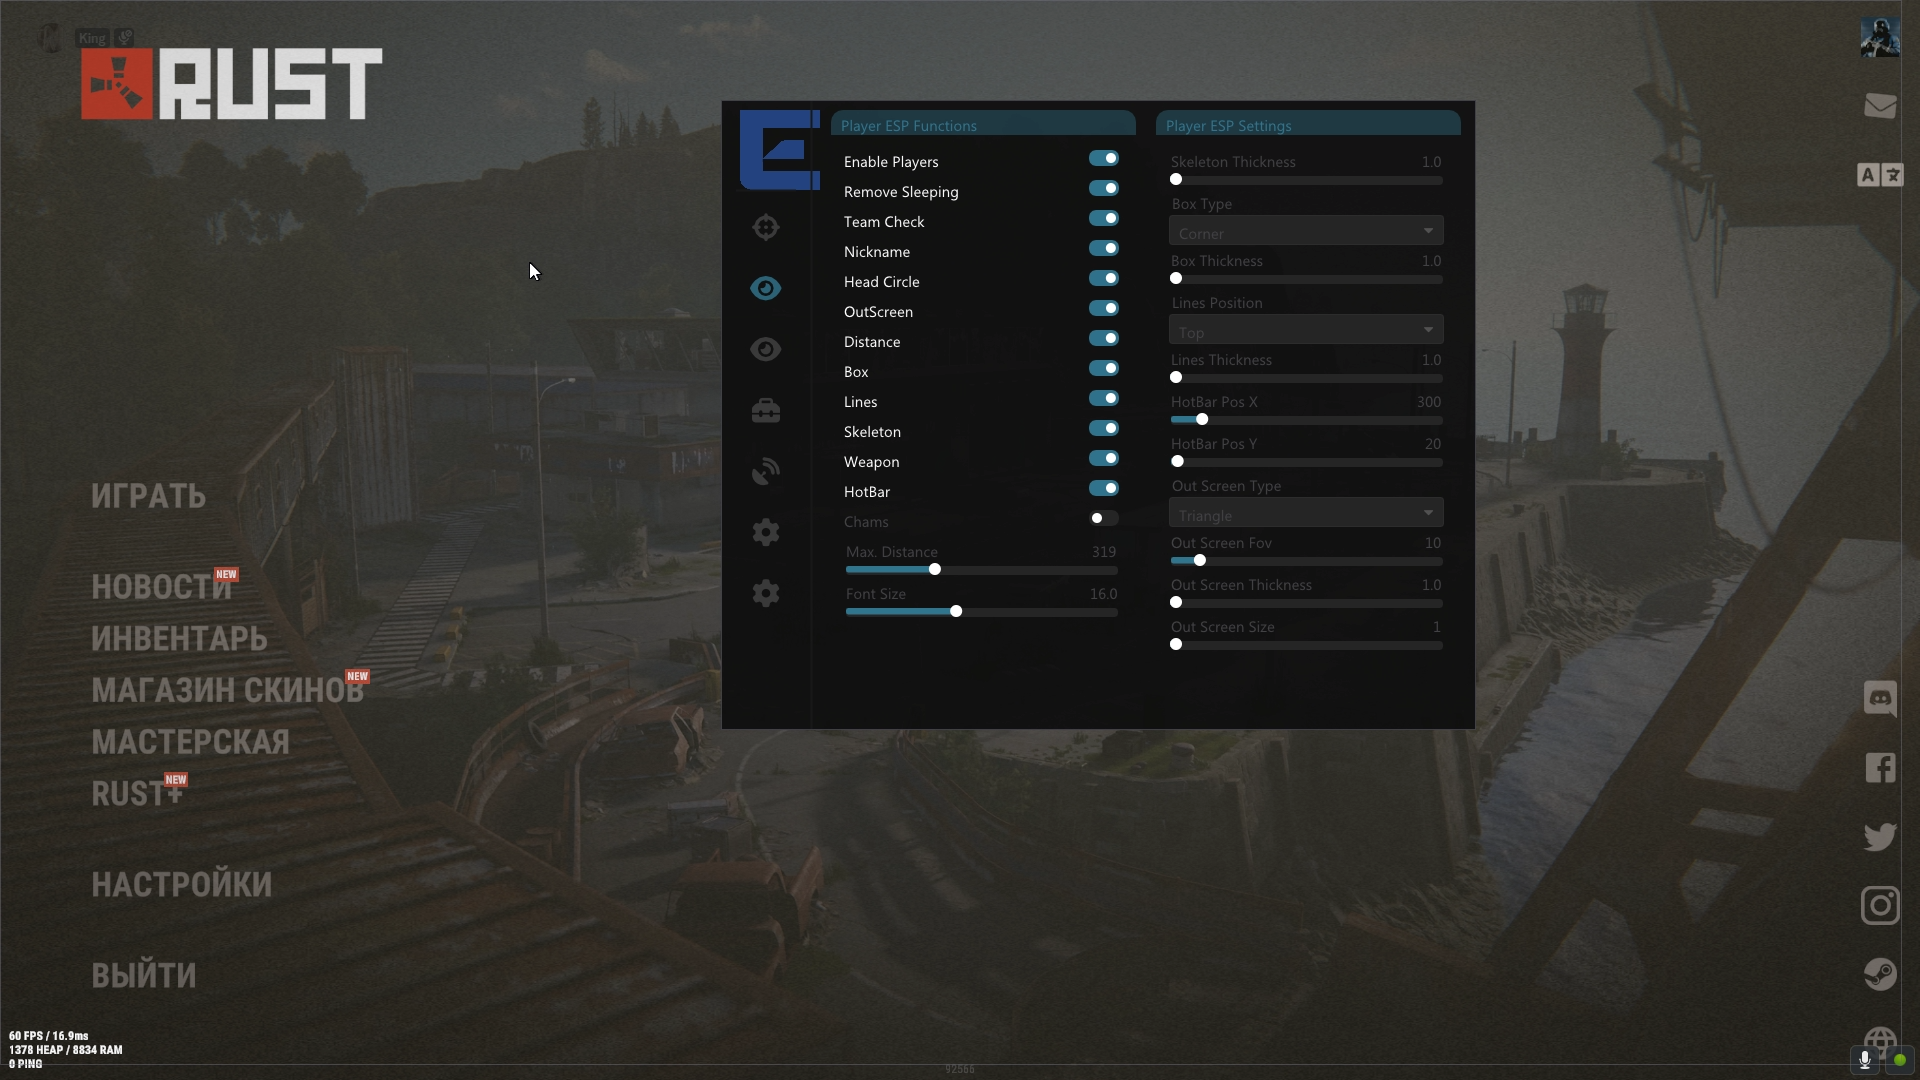 King
RUST
ИГРАТЬ
НОВОСТИ
NEW
ИНВЕНТАРЬ
МАГАЗИН СКИНОВ
NEW
МАСТЕРСКАЯ
RUST+
NEW
НАСТРОЙКИ
ВЫЙТИ
60 FPS / 16.9ms
1378 HEAP / 8834 RAM
0 PING
Player ESP Functions
Enable Players
Remove Sleeping
Team Check
Nickname
Head Circle
OutScreen
Distance
Box
Lines
Skeleton
Weapon
HotBar
Chams
Max. Distance 319
Font Size 16.0
Player ESP Settings
Skeleton Thickness 1.0
Box Type
Corner
Box Thickness 1.0
Lines Position
Top
Lines Thickness 1.0
HotBar Pos X 300
HotBar Pos Y 20
Out Screen Type
Triangle
Out Screen Fov 10
Out Screen Thickness 1.0
Out Screen Size 1
A 文
92566